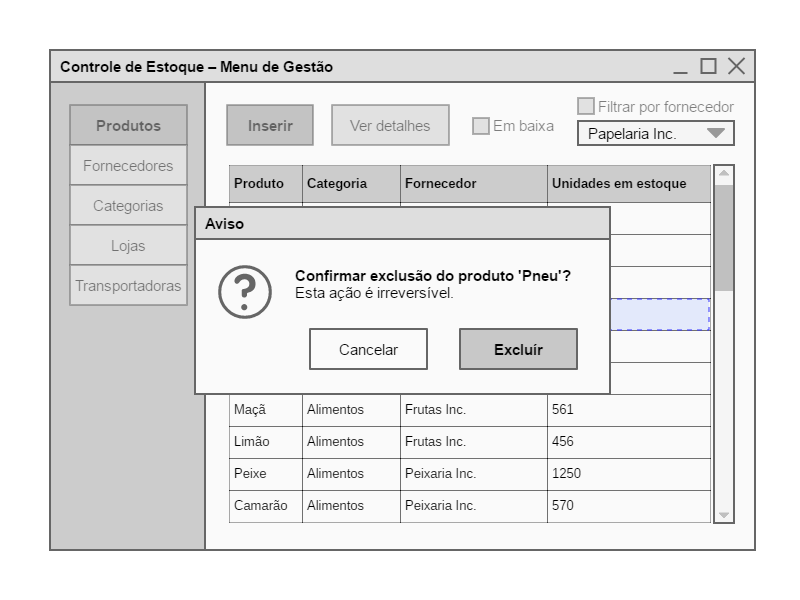 Controle de Estoque – Menu de Gestão
Produtos
Fornecedores
Categorias
Lojas
Transportadoras
Inserir
Ver detalhes
Em baixa
Filtrar por fornecedor
Papelaria Inc.
Produto Categoria Fornecedor Unidades em estoque
Aviso
?
Confirmar exclusão do produto 'Pneu'?
Esta ação é irreversível.
Cancelar
Excluír
Maçã Alimentos Frutas Inc. 561
Limão Alimentos Frutas Inc. 456
Peixe Alimentos Peixaria Inc. 1250
Camarão Alimentos Peixaria Inc. 570